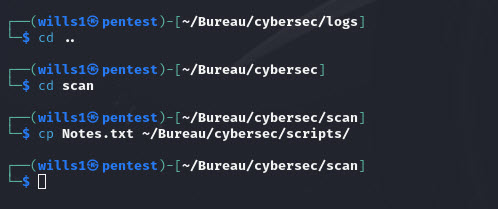 ┌──(wills1㉿pentest)-[~/Bureau/cybersec/logs]
└─$ cd ..
┌──(wills1㉿pentest)-[~/Bureau/cybersec]
└─$ cd scan
┌──(wills1㉿pentest)-[~/Bureau/cybersec/scan]
└─$ cp Notes.txt ~/Bureau/cybersec/scripts/
┌──(wills1㉿pentest)-[~/Bureau/cybersec/scan]
└─$